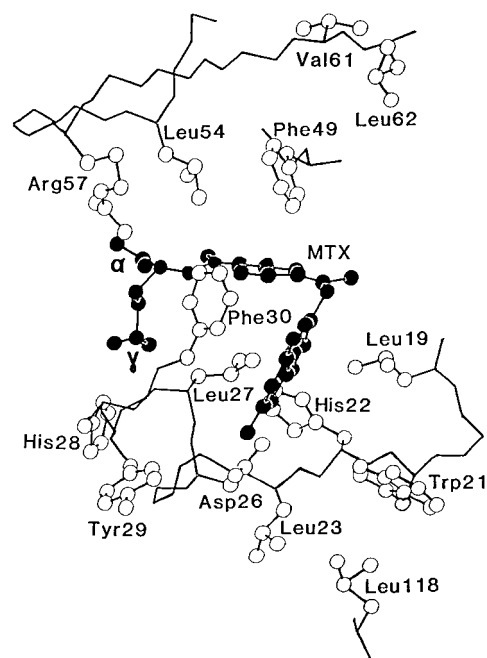 Val61
Leu62
Leu54
Phe49
Arg57
MTX
α
Phe30
γ
Leu19
Leu27
His22
His28
Trp21
Asp26
Tyr29
Leu23
Leu118